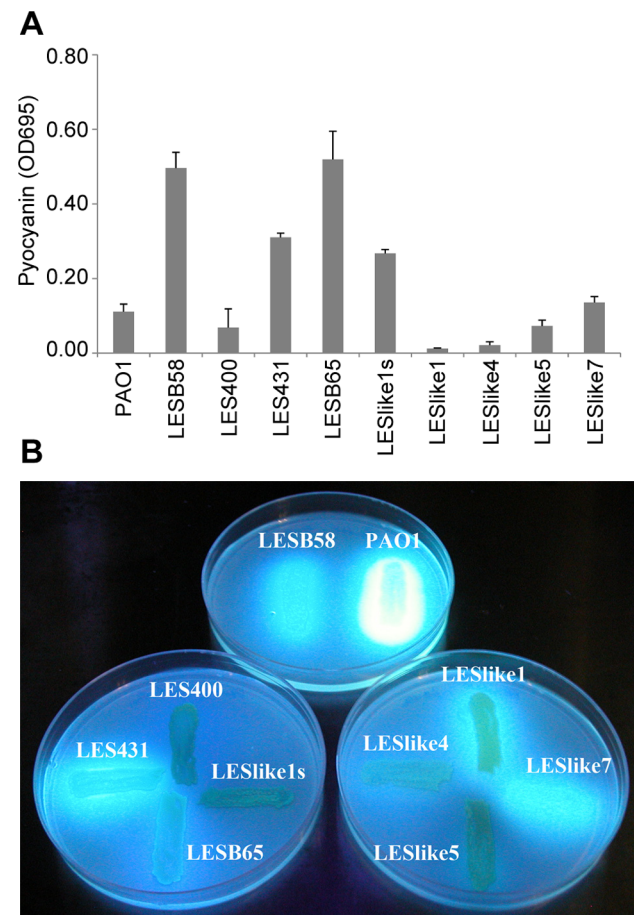 A
Pyocyanin (OD695)
0.80
0.60
0.40
0.20
0.00
PAO1
LESB58
LES400
LES431
LESB65
LESlike1s
LESlike1
LESlike4
LESlike5
LESlike7
B
LESB58 PAO1
LES400
LES431
LESlike1s
LESB65
LESlike1
LESlike4
LESlike7
LESlike5